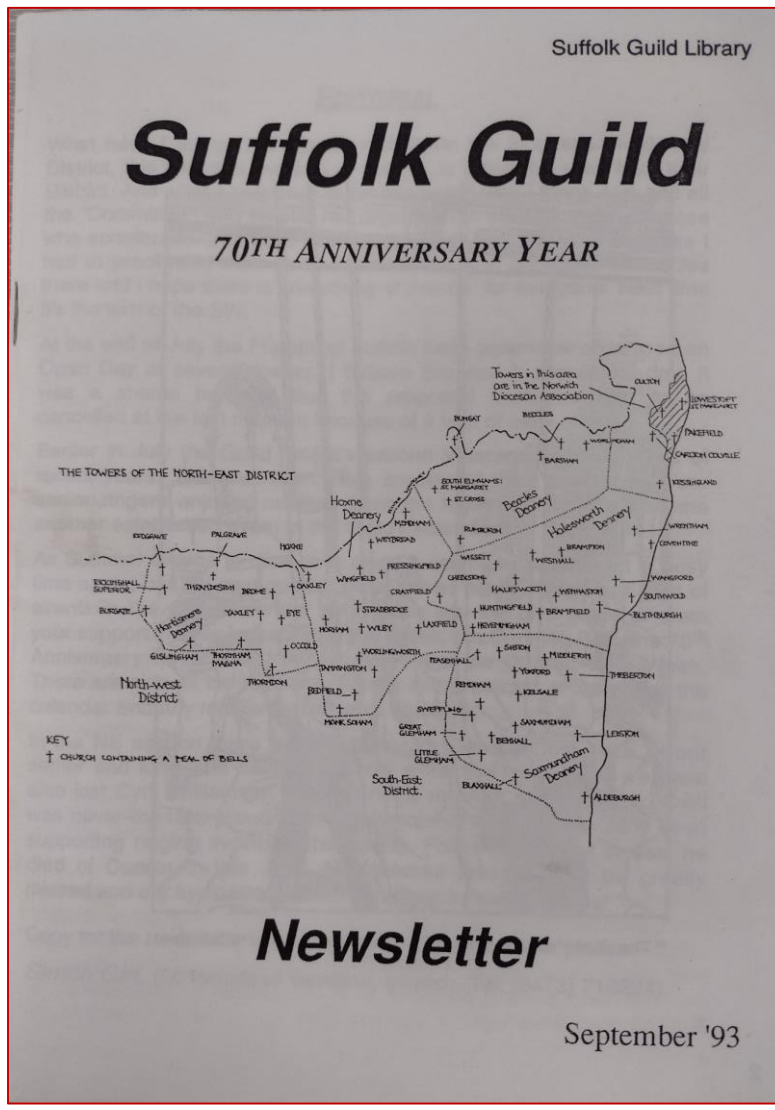 Suffolk Guild Library
Suffolk Guild
70TH ANNIVERSARY YEAR
Towers in this area
are in the Norwich
Diocesan Association
OULTON
LOWESTOFT
ST. MARGARET
PAKEFIELD
CARLTON COLVILLE
KESSINGLAND
BUNGAY
BECCLES
WORLINGHAM
BARSHAM
THE TOWERS OF THE NORTH-EAST DISTRICT
SOUTH ELMHAMS:
ST. MARGARET
ST. CROSS
Beccles
Deanery
Hoxne
Deanery
MENDHAM
WEYBREAD
RUMBURGH
Halesworth
Deanery
WRENTHAM
COVEHITHE
REDGRAVE
PALGRAVE
HOXNE
FRESSINGFIELD
WINGFIELD
WISSETT
BRAMPTON
WESTHALL
CHEDISTON
HALESWORTH
WENHASTON
WANGFORD
SOUTHWOLD
BLYTHBURGH
RICKINGHALL
SUPERIOR
THRANDESTON
BROME
OAKLEY
BURGATE
Hartismere
Deanery
YAXLEY
EYE
STRADBROKE
CRATFIELD
HUNTINGFIELD
BRAMFIELD
HORHAM
WILBY
LAXFIELD
HEVENINGHAM
GISLINGHAM
THORNHAM
MAGNA
OCCOLD
THORNDON
WORLINGWORTH
TANNINGTON
PEASENHALL
SIBTON
MIDDLETON
YOXFORD
THEBERTON
North-west
District
BEDFIELD
MONK SOHAM
RENDHAM
KELSALE
SWEFFLING
GREAT
GLEMHAM
SAXMUNDHAM
BENHALL
LEISTON
KEY
† CHURCH CONTAINING A PEAL OF BELLS
LITTLE
GLEMHAM
South-East
District.
Saxmundham
Deanery
BLAXHALL
ALDEBURGH
Newsletter
September '93